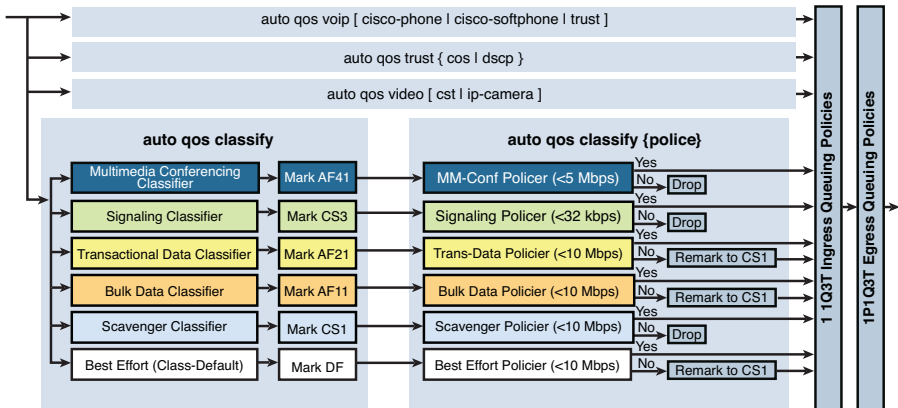 auto qos voip [ cisco-phone | cisco-softphone | trust ]
auto qos trust { cos | dscp }
auto qos video [ cst | ip-camera ]
auto qos classify
auto qos classify {police}
Multimedia Conferencing
Classifier
Mark AF41
MM-Conf Policer (<5 Mbps)
Yes
No
Drop
Signaling Classifier
Mark CS3
Signaling Policer (<32 kbps)
Yes
No
Drop
Transactional Data Classifier
Mark AF21
Trans-Data Policier (<10 Mbps)
Yes
No
Remark to CS1
Bulk Data Classifier
Mark AF11
Bulk Data Policier (<10 Mbps)
Yes
No
Remark to CS1
Scavenger Classifier
Mark CS1
Scavenger Policier (<10 Mbps)
Yes
No
Drop
Best Effort (Class-Default)
Mark DF
Best Effort Policier (<10 Mbps)
Yes
No
Remark to CS1
1 1Q3T Ingress Queuing Policies
1P1Q3T Egress Queuing Policies